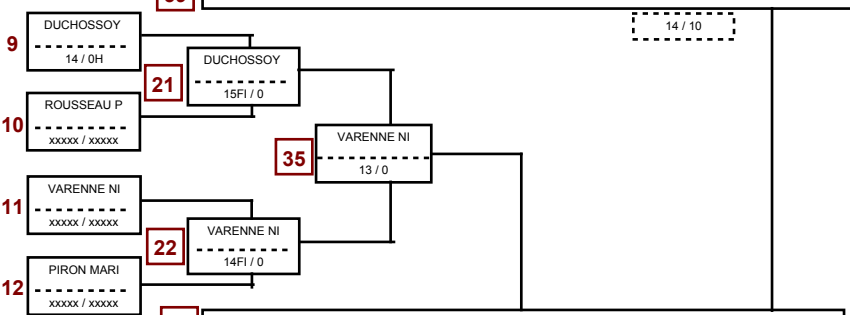 14 / 10
9
DUCHOSSOY
14 / 0H
21
DUCHOSSOY
15FI / 0
10
ROUSSEAU P
xxxxx / xxxxx
35
VARENNE NI
13 / 0
11
VARENNE NI
xxxxx / xxxxx
22
VARENNE NI
14FI / 0
12
PIRON MARI
xxxxx / xxxxx